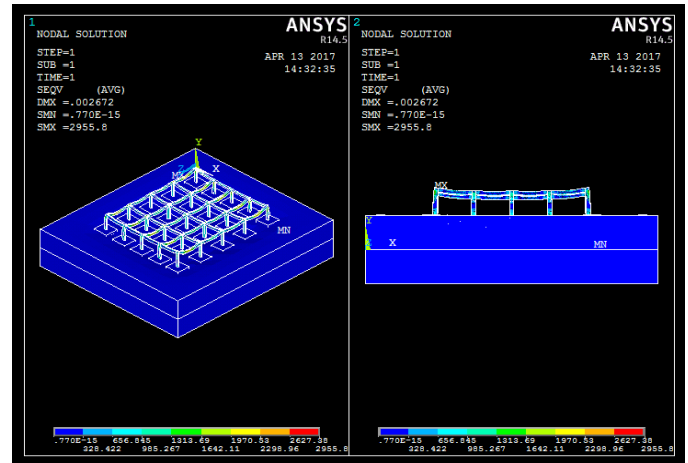 1
ANSYS
R14.5
NODAL SOLUTION
STEP=1
SUB =1
TIME=1
SEQV (AVG)
DMX =.002672
SMN =.770E-15
SMX =2955.8
APR 13 2017
14:32:35
Y
Z
X
MX
MN
.770E-15 656.845 1313.69 1970.53 2627.38
328.422 985.267 1642.11 2298.96 2955.8
2
ANSYS
R14.5
NODAL SOLUTION
STEP=1
SUB =1
TIME=1
SEQV (AVG)
DMX =.002672
SMN =.770E-15
SMX =2955.8
APR 13 2017
14:32:35
MX
Y
X
MN
.770E-15 656.845 1313.69 1970.53 2627.38
328.422 985.267 1642.11 2298.96 2955.8